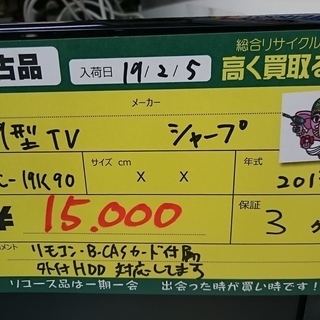 古品 入荷日 19/2/5 総合リサイクル
高く買取る
メーカー
型TV シャープ
サイズ cm 年式
-19K90 X X 201
¥ 15.000 保証 3
リモコン・B-CASカード付属
外付HDD 対応してます
リユース品は一期一会 出会った時が買い時です!